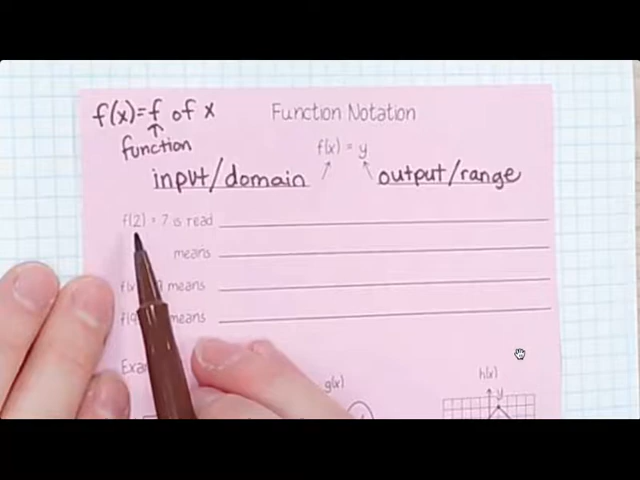 f(x)=f of x
Function Notation
function
f(x) = y
input/domain
output/range
f(2) = 7 is read
means
means
means
g(x)
h(x)
y